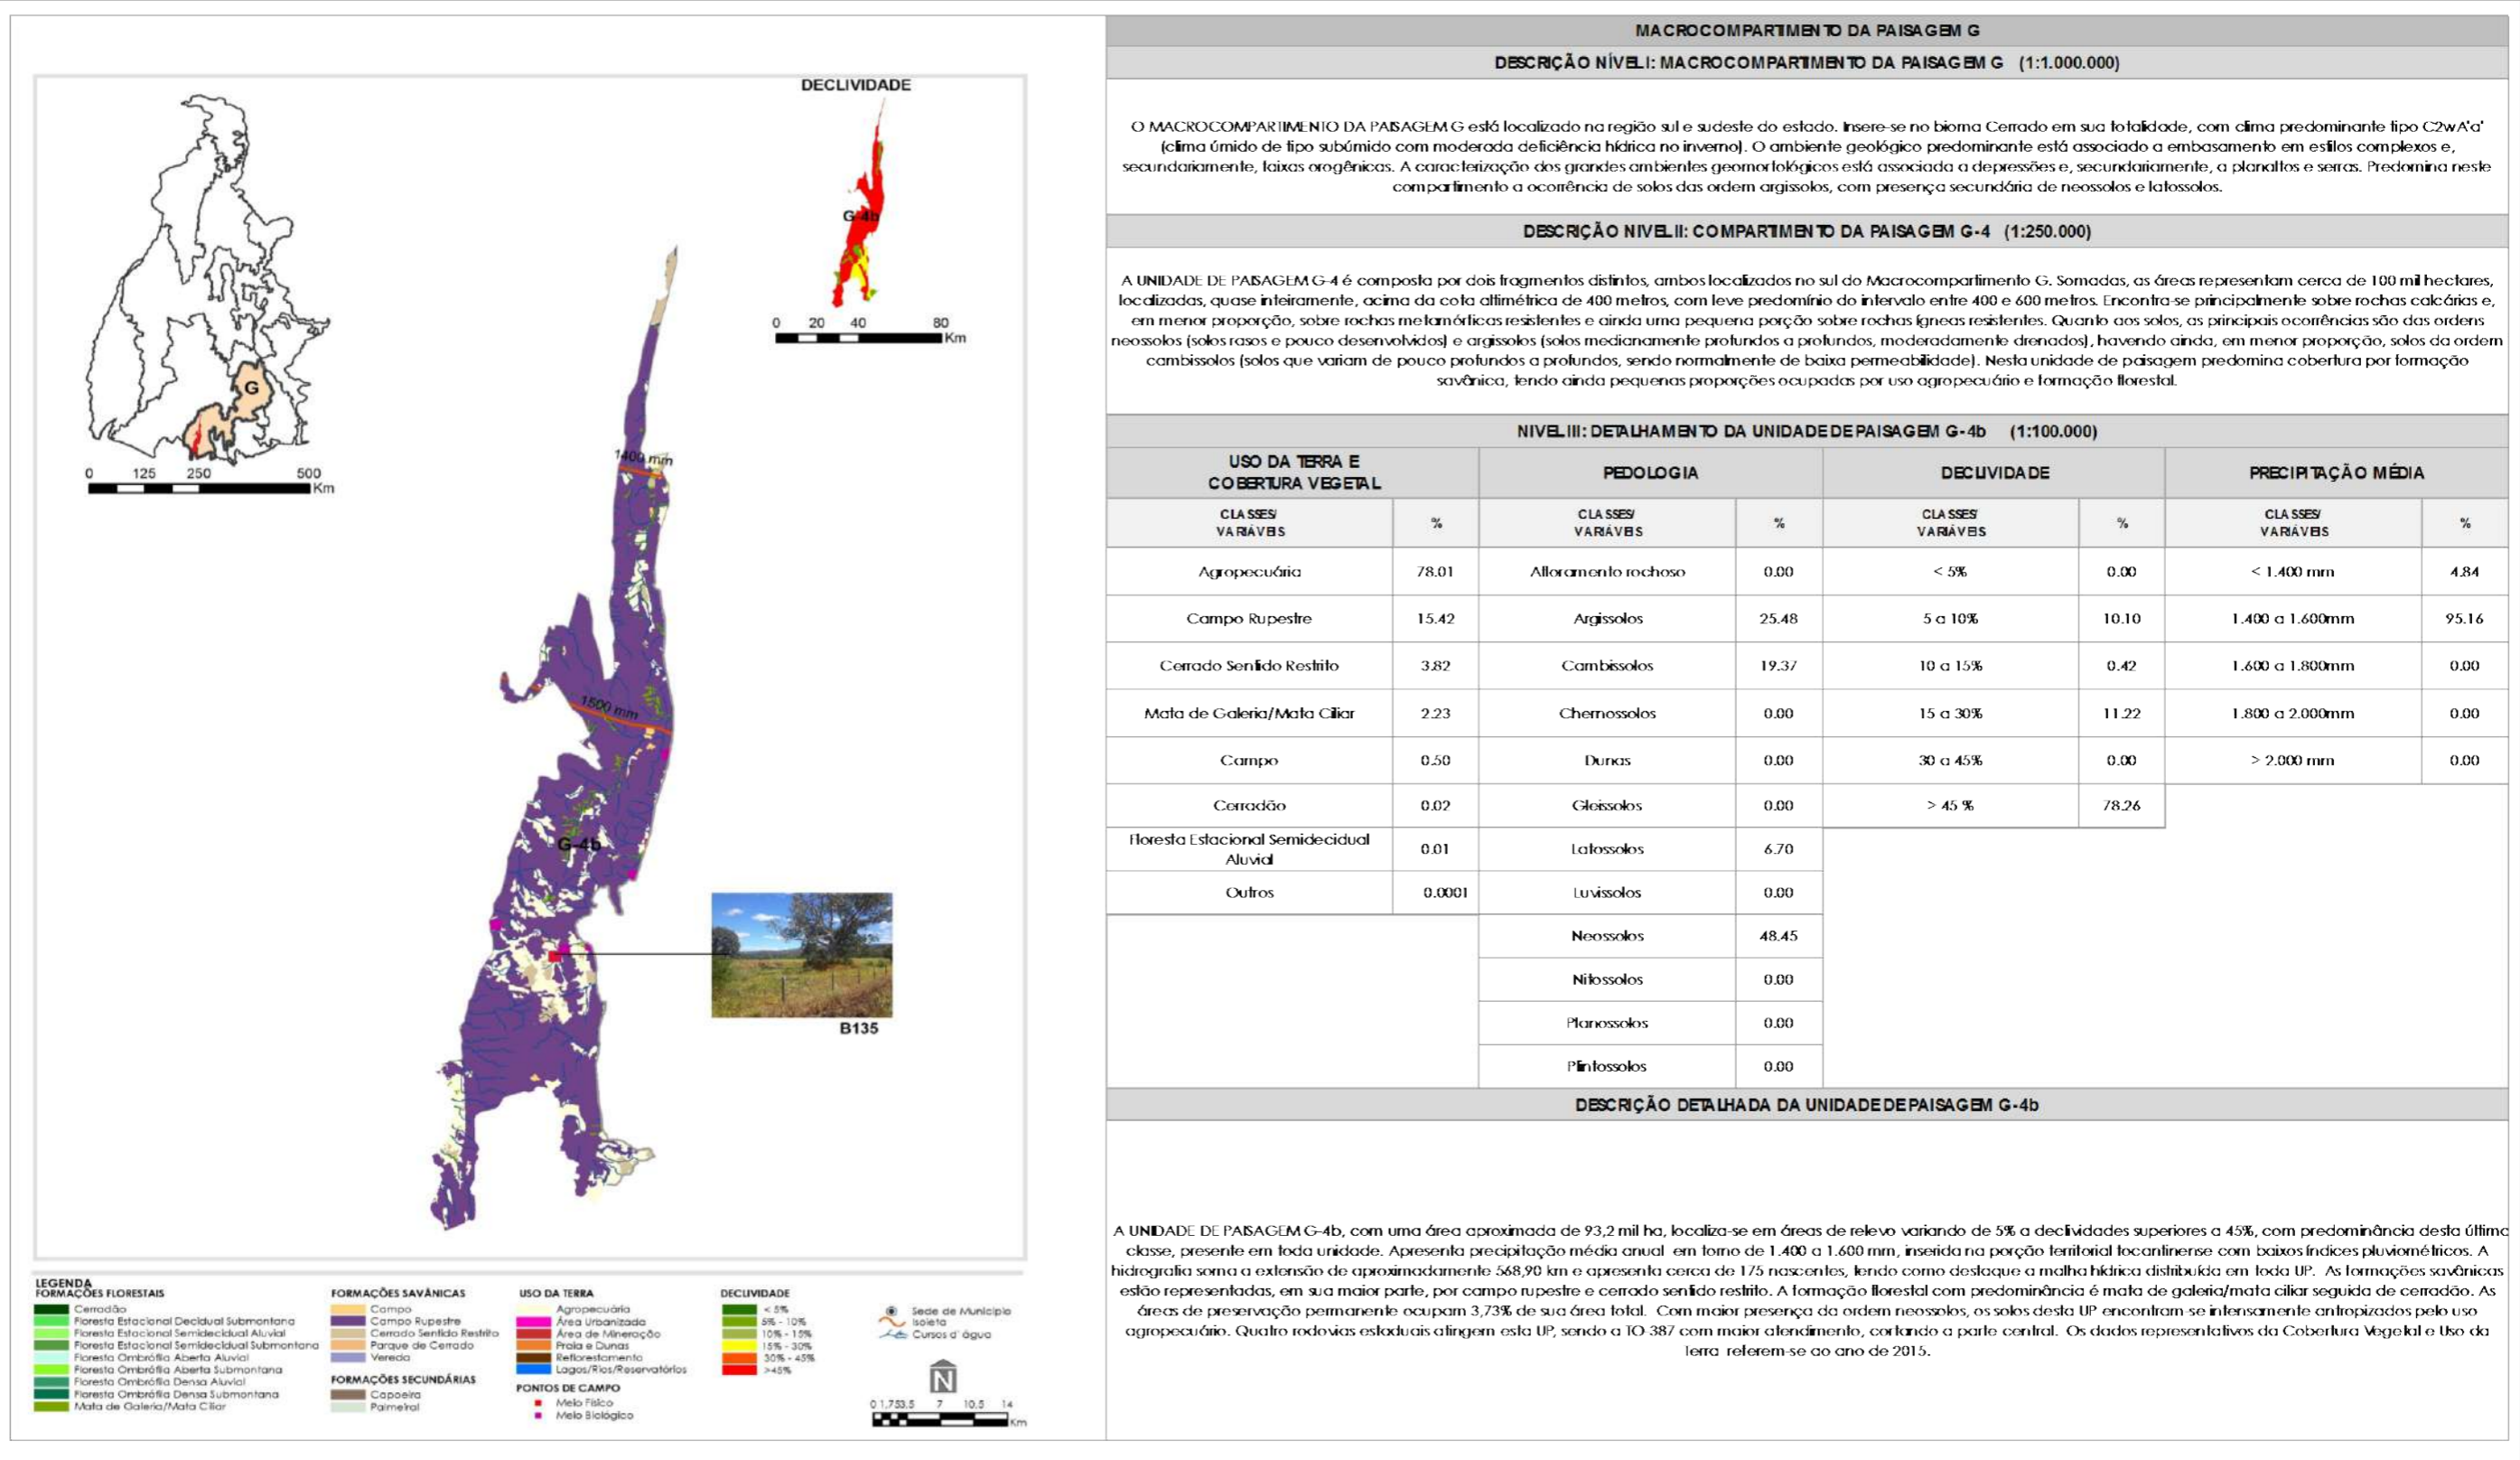 DECLIVIDADE
G-4b
0 20 40 80
Km
G
0 125 250 500
Km
1400 mm
1500 mm
G-4b
B135
LEGENDA
FORMAÇÕES FLORESTAIS
Cerradão
Floresta Estacional Decidual Submontana
Floresta Estacional Semidecidual Aluvial
Floresta Estacional Semidecidual Submontana
Floresta Ombrófila Aberta Aluvial
Floresta Ombrófila Aberta Submontana
Floresta Ombrófila Densa Aluvial
Floresta Ombrófila Densa Submontana
Mata de Galeria/Mata Ciliar
FORMAÇÕES SAVÂNICAS
Campo
Campo Rupestre
Cerrado Sentido Restrito
Parque de Cerrado
Vereda
FORMAÇÕES SECUNDÁRIAS
Capoeira
Palmeiral
USO DA TERRA
Agropecuária
Área Urbanizada
Área de Mineração
Praia e Dunas
Reflorestamento
Lagos/Rios/Reservatórios
PONTOS DE CAMPO
Meio Físico
Meio Biológico
DECLIVIDADE
< 5%
5% - 10%
10% - 15%
15% - 30%
30% - 45%
>45%
Sede de Município
Isoieta
Cursos d' água
N
0 1,753,5 7 10,5 14
Km
MACROCOMPARTIMENTO DA PAISAGEM G
DESCRIÇÃO NÍVEL I: MACROCOMPARTIMENTO DA PAISAGEM G (1:1.000.000)
O MACROCOMPARTIMENTO DA PAISAGEM G está localizado na região sul e sudeste do estado. Insere-se no bioma Cerrado em sua totalidade, com clima predominante tipo C2wA'a'
(clima úmido de tipo subúmido com moderada deficiência hídrica no inverno). O ambiente geológico predominante está associado a embasamento em estilos complexos e,
secundariamente, faixas orogênicas. A caracterização dos grandes ambientes geomorfológicos está associada a depressões e, secundariamente, a planaltos e serras. Predomina neste
compartimento a ocorrência de solos das ordem argissolos, com presença secundária de neossolos e latossolos.
DESCRIÇÃO NIVEL II: COMPARTIMENTO DA PAISAGEM G-4 (1:250.000)
A UNIDADE DE PAISAGEM G-4 é composta por dois fragmentos distintos, ambos localizados no sul do Macrocompartimento G. Somadas, as áreas representam cerca de 100 mil hectares,
localizadas, quase inteiramente, acima da cota altimétrica de 400 metros, com leve predomínio do intervalo entre 400 e 600 metros. Encontra-se principalmente sobre rochas calcárias e,
em menor proporção, sobre rochas metamórficas resistentes e ainda uma pequena porção sobre rochas ígneas resistentes. Quanto aos solos, as principais ocorrências são das ordens
neossolos (solos rasos e pouco desenvolvidos) e argissolos (solos medianamente profundos a profundos, moderadamente drenados), havendo ainda, em menor proporção, solos da ordem
cambissolos (solos que variam de pouco profundos a profundos, sendo normalmente de baixa permeabilidade). Nesta unidade de paisagem predomina cobertura por formação
savânica, tendo ainda pequenas proporções ocupadas por uso agropecuário e formação florestal.
NIVEL III: DETALHAMENTO DA UNIDADE DE PAISAGEM G-4b (1:100.000)
USO DA TERRA E
COBERTURA VEGETAL PEDOLOGIA DECLIVIDADE PRECIPITAÇÃO MÉDIA
CLASSES/
VARIÁVEIS % CLASSES/
VARIÁVEIS % CLASSES/
VARIÁVEIS % CLASSES/
VARIÁVEIS %
Agropecuária 78.01 Afloramento rochoso 0.00 < 5% 0.00 < 1.400 mm 4.84
Campo Rupestre 15.42 Argissolos 25.48 5 a 10% 10.10 1.400 a 1.600mm 95.16
Cerrado Sentido Restrito 3.82 Cambissolos 19.37 10 a 15% 0.42 1.600 a 1.800mm 0.00
Mata de Galeria/Mata Ciliar 2.23 Chernossolos 0.00 15 a 30% 11.22 1.800 a 2.000mm 0.00
Campo 0.50 Dunas 0.00 30 a 45% 0.00 > 2.000 mm 0.00
Cerradão 0.02 Gleissolos 0.00 > 45 % 78.26
Floresta Estacional Semidecidual
Aluvial 0.01 Latossolos 6.70
Outros 0.0001 Luvissolos 0.00
Neossolos 48.45
Nitossolos 0.00
Planossolos 0.00
Plintossolos 0.00
DESCRIÇÃO DETALHADA DA UNIDADE DE PAISAGEM G-4b
A UNIDADE DE PAISAGEM G-4b, com uma área aproximada de 93,2 mil ha, localiza-se em áreas de relevo variando de 5% a declividades superiores a 45%, com predominância desta última
classe, presente em toda unidade. Apresenta precipitação média anual em torno de 1.400 a 1.600 mm, inserida na porção territorial tocantinense com baixos índices pluviométricos. A
hidrografia soma a extensão de aproximadamente 568,90 km e apresenta cerca de 175 nascentes, tendo como destaque a malha hídrica distribuída em toda UP. As formações savânicas
estão representadas, em sua maior parte, por campo rupestre e cerrado sentido restrito. A formação florestal com predominância é mata de galeria/mata ciliar seguida de cerradão. As
áreas de preservação permanente ocupam 3,73% de sua área total. Com maior presença da ordem neossolos, os solos desta UP encontram-se intensamente antropizados pelo uso
agropecuário. Quatro rodovias estaduais atingem esta UP, sendo a TO-387 com maior atendimento, cortando a parte central. Os dados representativos da Cobertura Vegetal e Uso da
Terra referem-se ao ano de 2015.